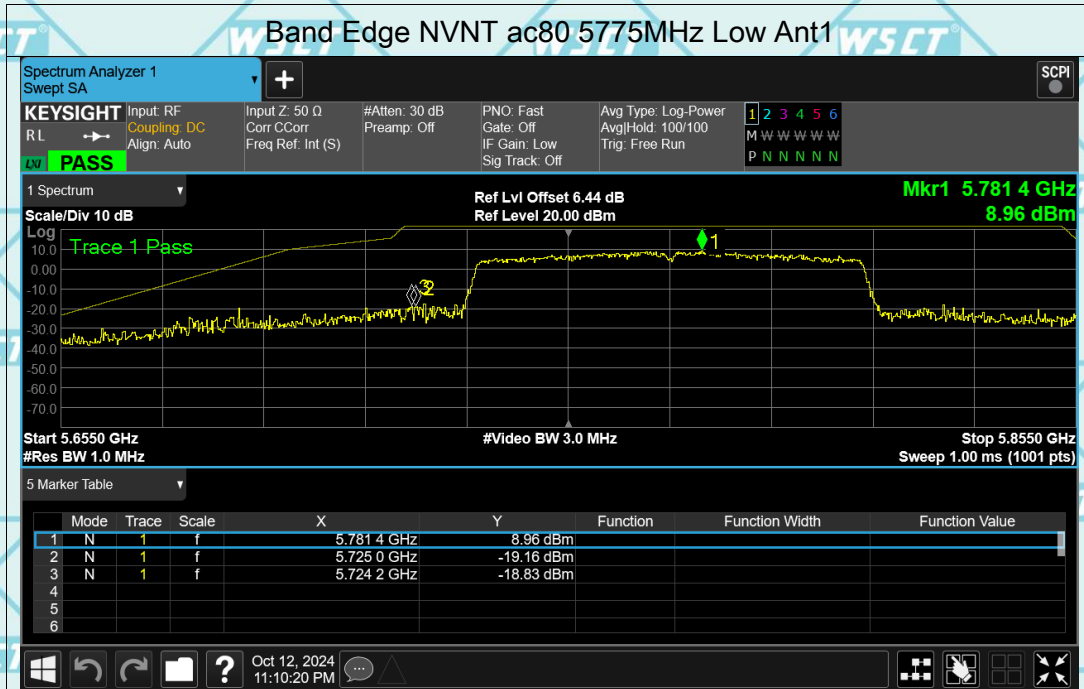 Band Edge NVNT ac80 5775MHz Low Ant1
WSCT WSCT WSCT
Spectrum Analyzer 1
Swept SA
+
SCPI
KEYSIGHT
R L
LXI PASS
Input: RF
Coupling: DC
Align: Auto
Input Z: 50 Ω
Corr CCorr
Freq Ref: Int (S)
#Atten: 30 dB
Preamp: Off
PNO: Fast
Gate: Off
IF Gain: Low
Sig Track: Off
Avg Type: Log-Power
Avg|Hold: 100/100
Trig: Free Run
1 2 3 4 5 6
M W W W W W
P N N N N N
1 Spectrum
Scale/Div 10 dB
Ref Lvl Offset 6.44 dB
Ref Level 20.00 dBm
Mkr1 5.781 4 GHz
8.96 dBm
Log
Trace 1 Pass
10.0
0.00
-10.0
-20.0
-30.0
-40.0
-50.0
-60.0
-70.0
1
3 2
Start 5.6550 GHz
#Res BW 1.0 MHz
#Video BW 3.0 MHz
Stop 5.8550 GHz
Sweep 1.00 ms (1001 pts)
5 Marker Table
Mode Trace Scale X Y Function Function Width Function Value
1 N 1 f 5.781 4 GHz 8.96 dBm
2 N 1 f 5.725 0 GHz -19.16 dBm
3 N 1 f 5.724 2 GHz -18.83 dBm
4
5
6
?
Oct 12, 2024
11:10:20 PM